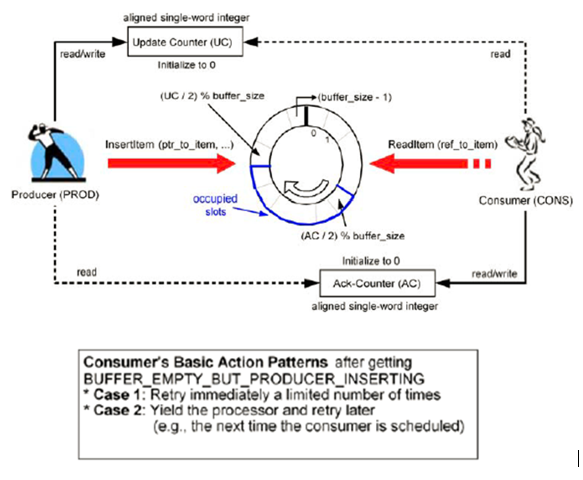 aligned single-word integer
Update Counter (UC)
read/write
read
Initialize to 0
(UC / 2) % buffer_size
(buffer_size - 1)
0
1
InsertItem (ptr_to_item, ...)
ReadItem (ref_to_item)
Producer (PROD)
Consumer (CONS)
occupied
slots
(AC / 2) % buffer_size
Initialize to 0
read
Ack-Counter (AC)
read/write
aligned single-word integer
Consumer's Basic Action Patterns after getting
BUFFER_EMPTY_BUT_PRODUCER_INSERTING
* Case 1: Retry immediately a limited number of times
* Case 2: Yield the processor and retry later
(e.g., the next time the consumer is scheduled)